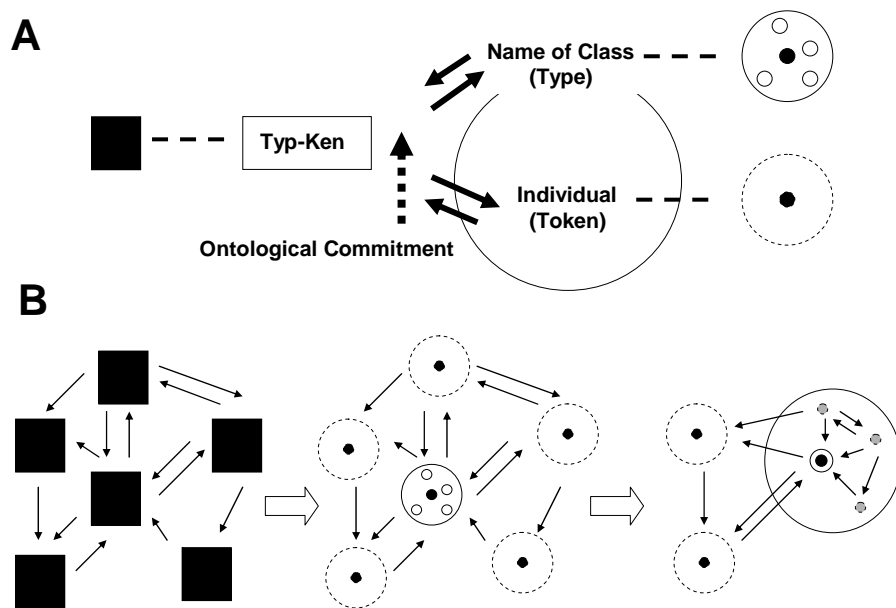 A
Name of Class
(Type)
Typ-Ken
Individual
(Token)
Ontological Commitment
B